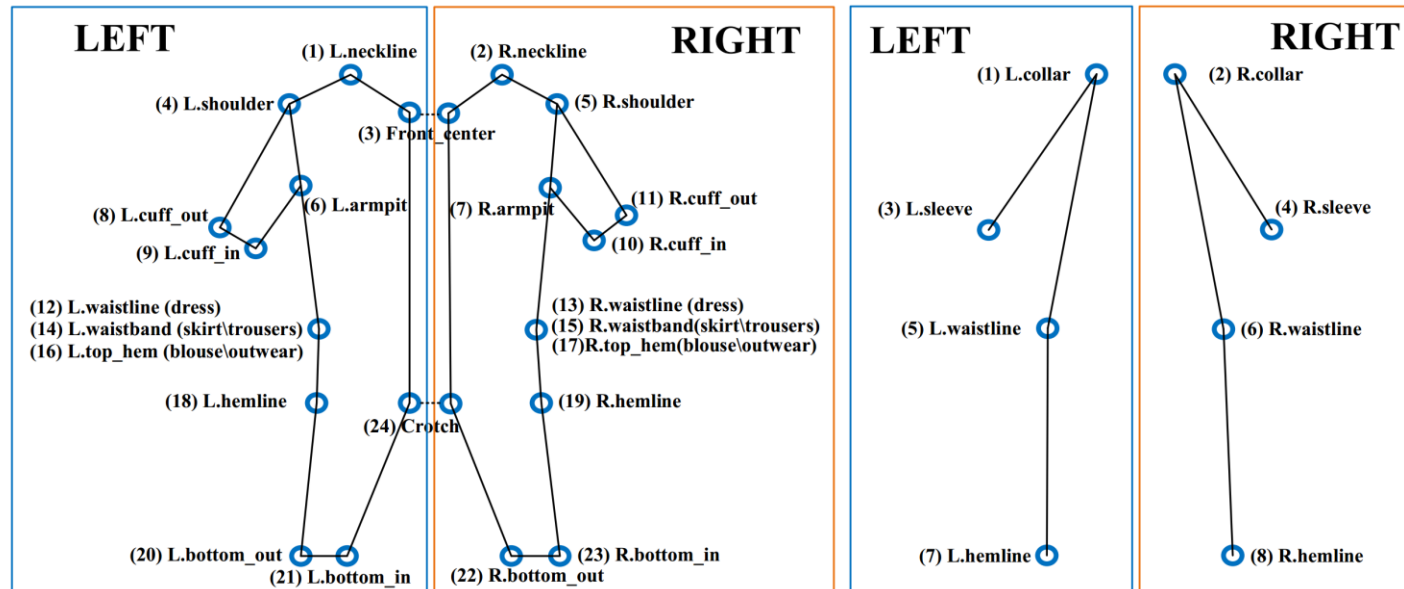 LEFT
RIGHT
(1) L.neckline
(2) R.neckline
(4) L.shoulder
(5) R.shoulder
(3) Front_center
(6) L.armpit
(7) R.armpit
(11) R.cuff_out
(8) L.cuff_out
(9) L.cuff_in
(10) R.cuff_in
(12) L.waistline (dress)
(14) L.waistband (skirt\trousers)
(16) L.top_hem (blouse\outwear)
(13) R.waistline (dress)
(15) R.waistband(skirt\trousers)
(17)R.top_hem(blouse\outwear)
(18) L.hemline
(19) R.hemline
(24) Crotch
(20) L.bottom_out
(21) L.bottom_in
(22) R.bottom_out
(23) R.bottom_in
LEFT
RIGHT
(1) L.collar
(2) R.collar
(3) L.sleeve
(4) R.sleeve
(5) L.waistline
(6) R.waistline
(7) L.hemline
(8) R.hemline